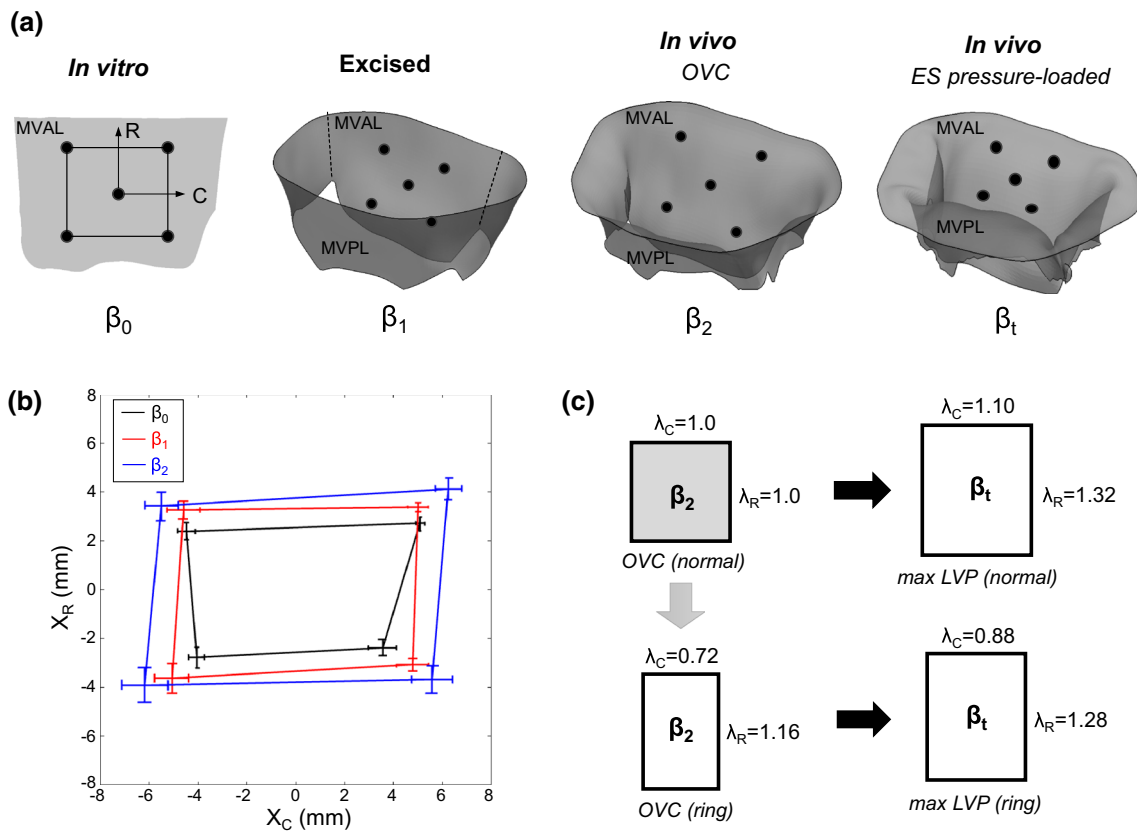 (a)
In vitro
Excised
In vivo
OVC
In vivo
ES pressure-loaded
MVAL
R
C
MVAL
MVPL
MVAL
MVPL
MVAL
MVPL
β0
β1
β2
βt
(b)
8
6
4
2
0
-2
-4
-6
-8
XR (mm)
β0
β1
β2
-8 -6 -4 -2 0 2 4 6 8
XC (mm)
(c)
λC=1.0
β2
λR=1.0
OVC (normal)
λC=1.10
βt
λR=1.32
max LVP (normal)
λC=0.72
β2
λR=1.16
OVC (ring)
λC=0.88
βt
λR=1.28
max LVP (ring)